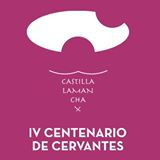 CASTILLA
LAMAN
CHA
X
IV CENTENARIO
DE CERVANTES